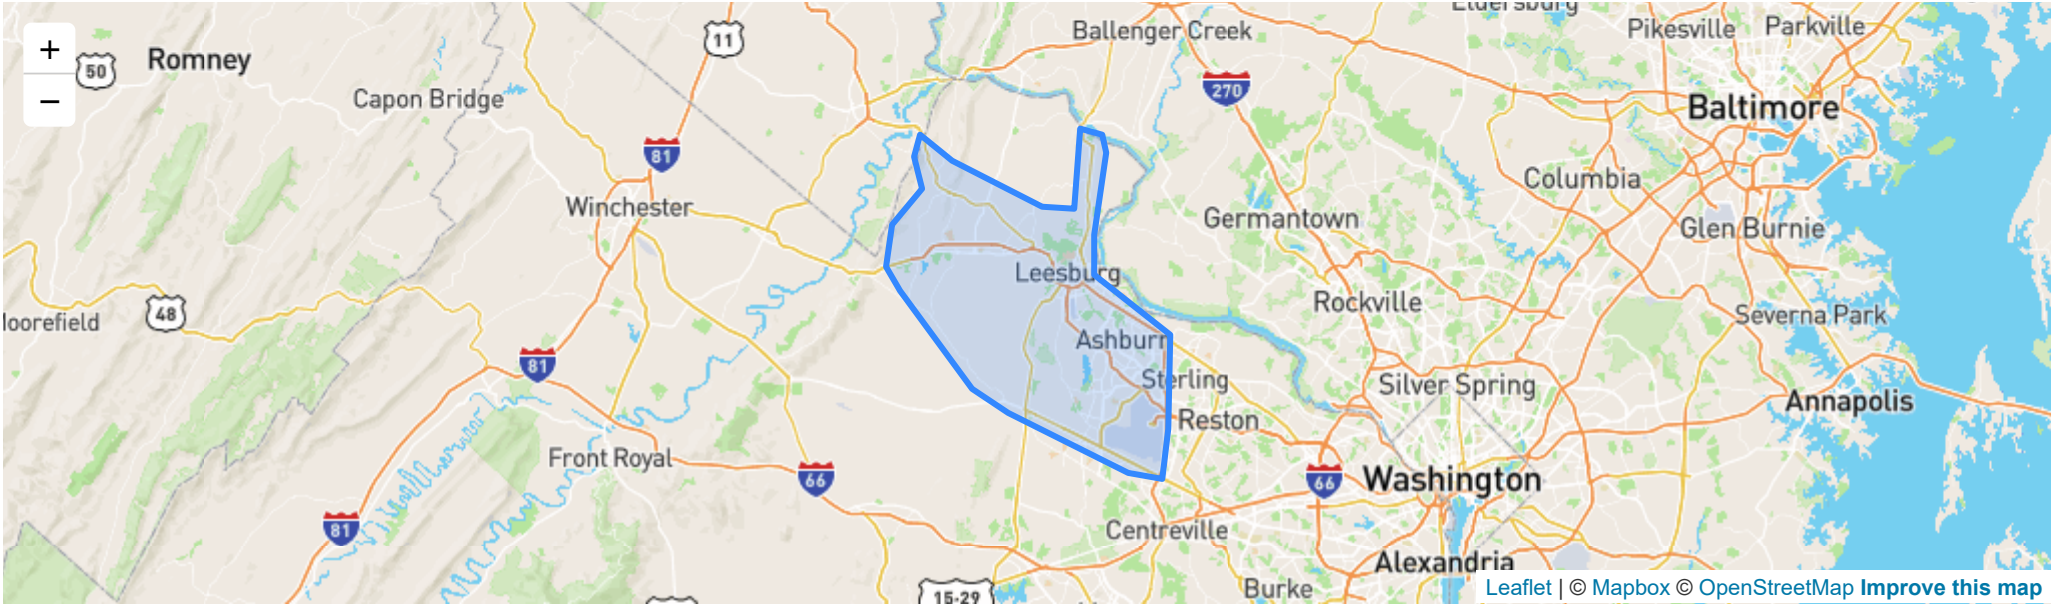 Eldersburg
Ballenger Creek
Pikesville
Parkville
+
11
Romney
50
270
−
Capon Bridge
Baltimore
81
Columbia
Winchester
Germantown
Glen Burnie
Leesburg
Rockville
48
Severna Park
oorefield
Ashburn
81
Sterling
Silver Spring
Annapolis
Reston
Front Royal
66
66
Washington
81
Centreville
Alexandria
Burke
15-29
Leaflet | © Mapbox © OpenStreetMap Improve this map